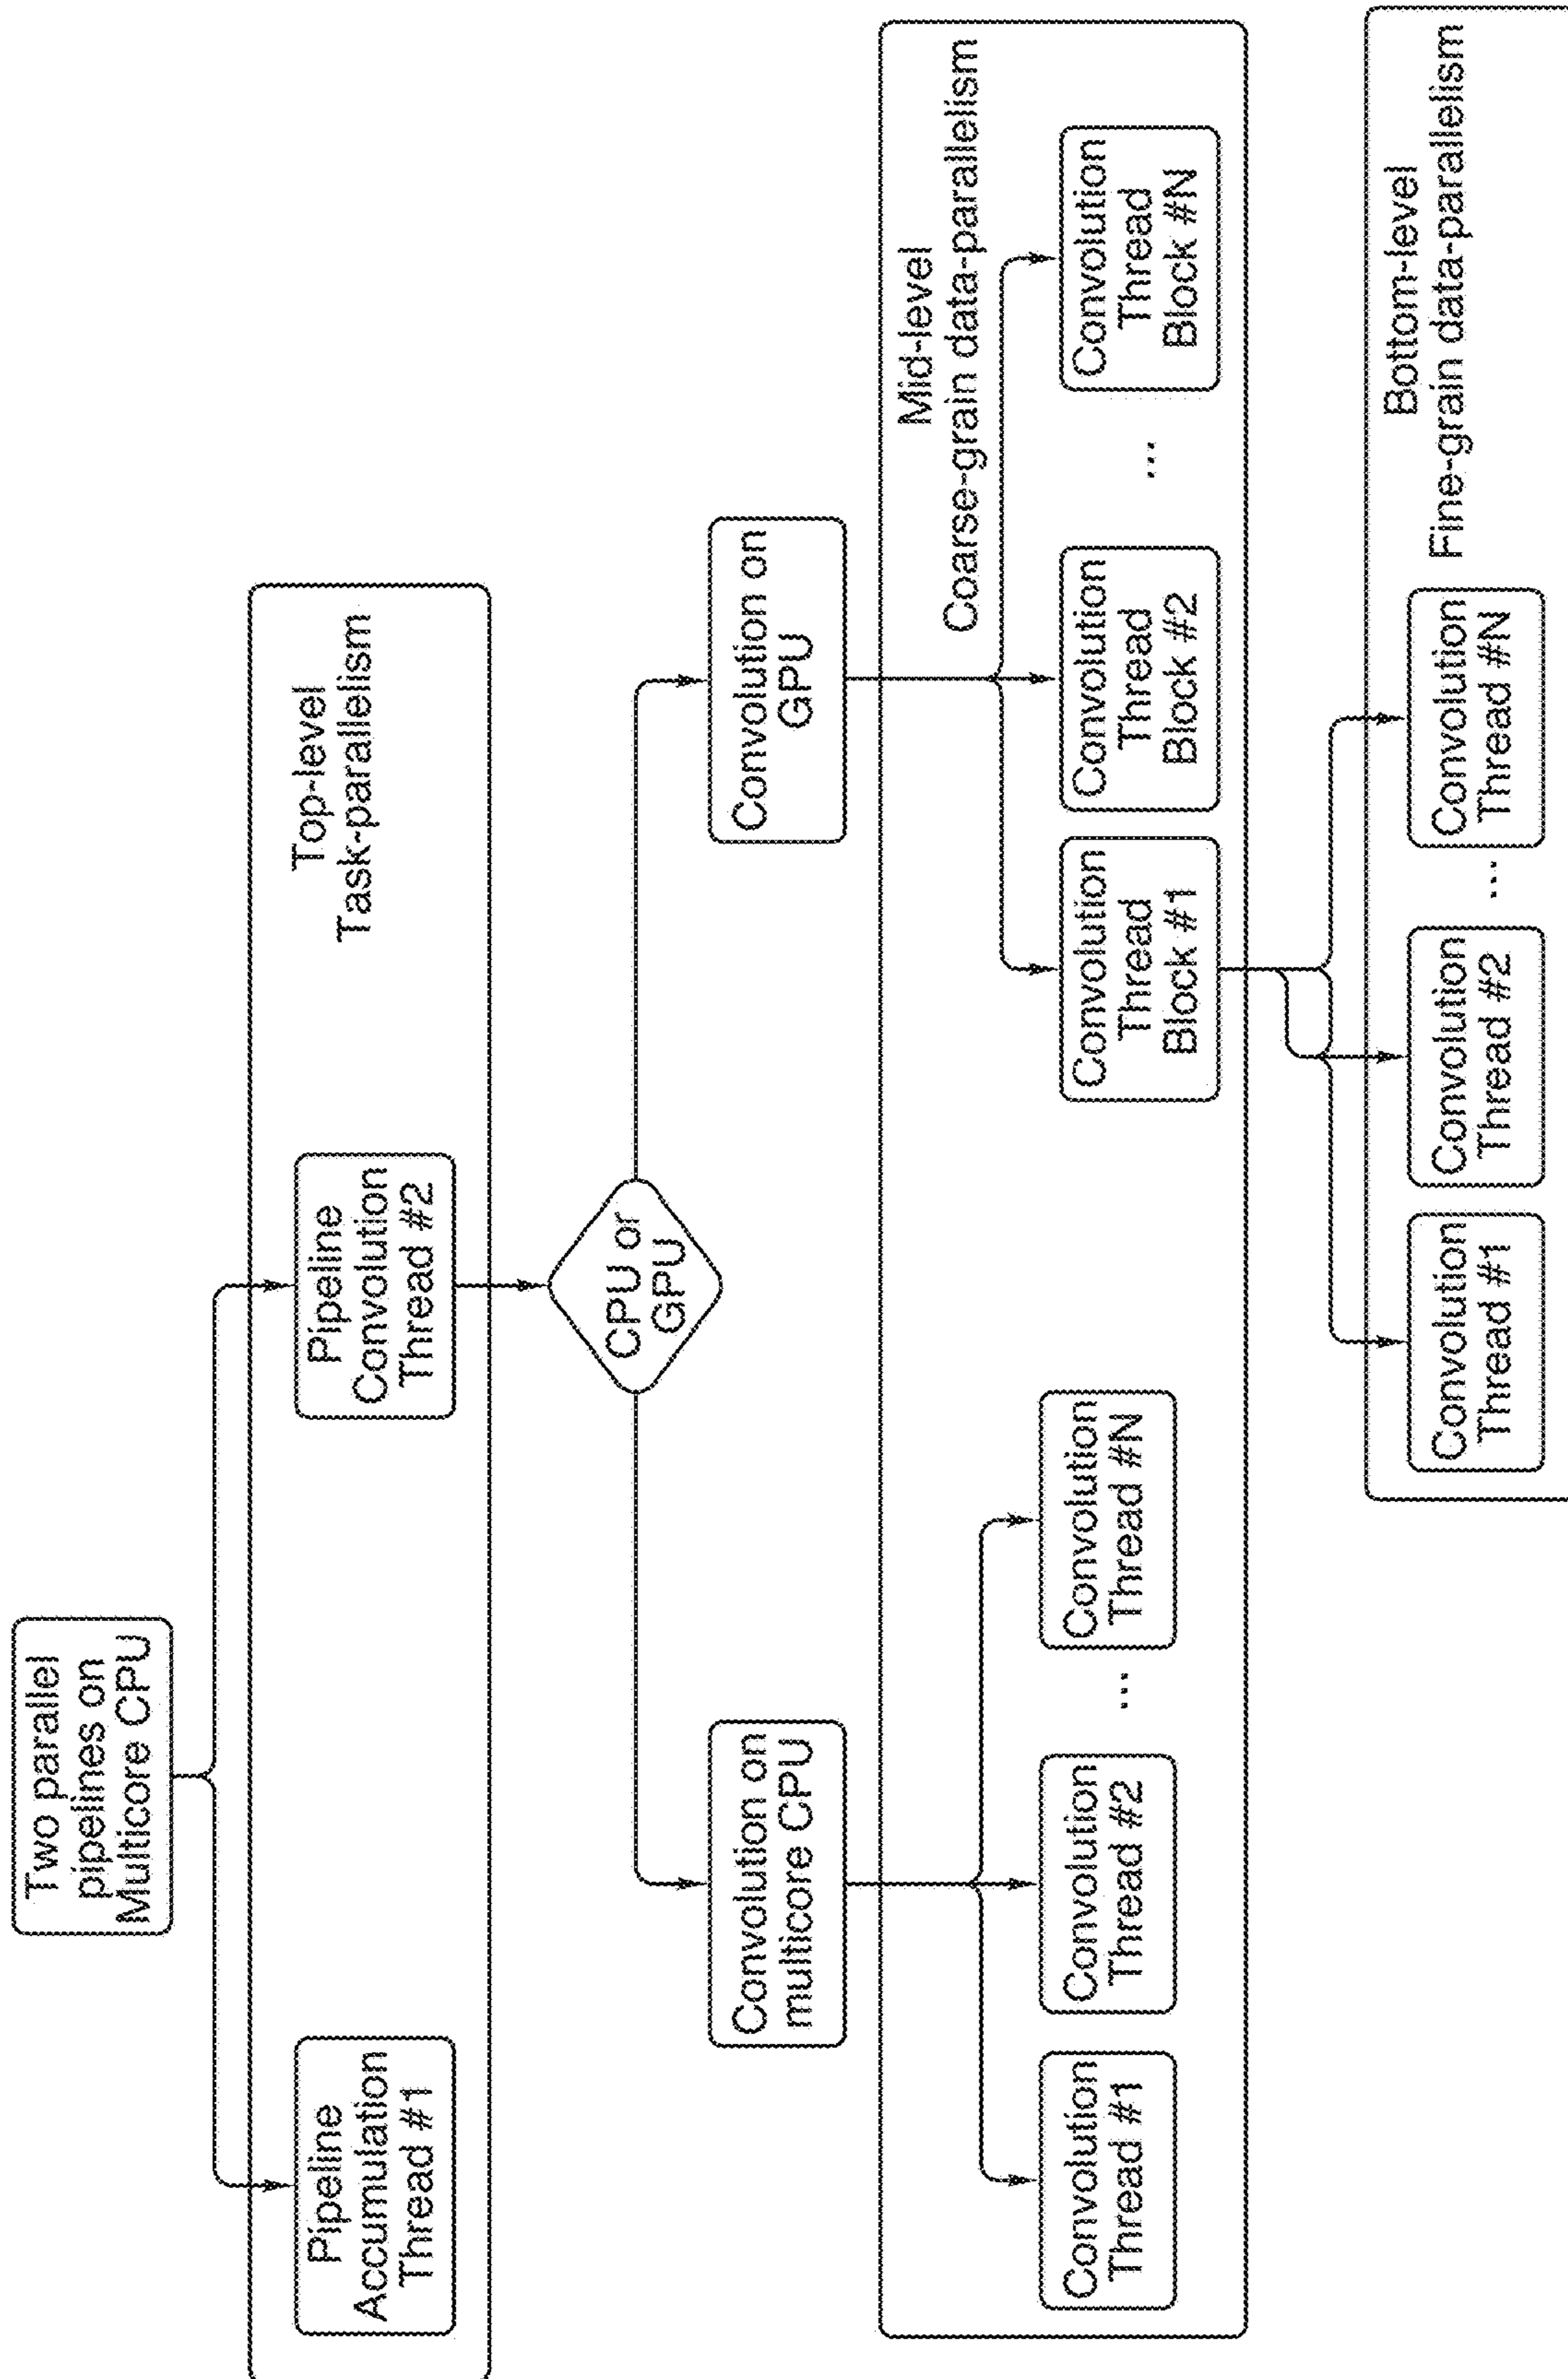 Two parallel
pipelines on
Multicore CPU
Top-level
Task-parallelism
Pipeline
Accumulation
Thread #1
Pipeline
Convolution
Thread #2
CPU or
GPU
Convolution on
multicore CPU
Convolution on
GPU
Mid-level
Coarse-grain data-parallelism
Convolution
Thread #1
Convolution
Thread #2
...
Convolution
Thread #N
Convolution
Thread
Block #1
Convolution
Thread
Block #2
...
Convolution
Thread
Block #N
Bottom-level
Fine-grain data-parallelism
Convolution
Thread #1
Convolution
Thread #2
...
Convolution
Thread #N